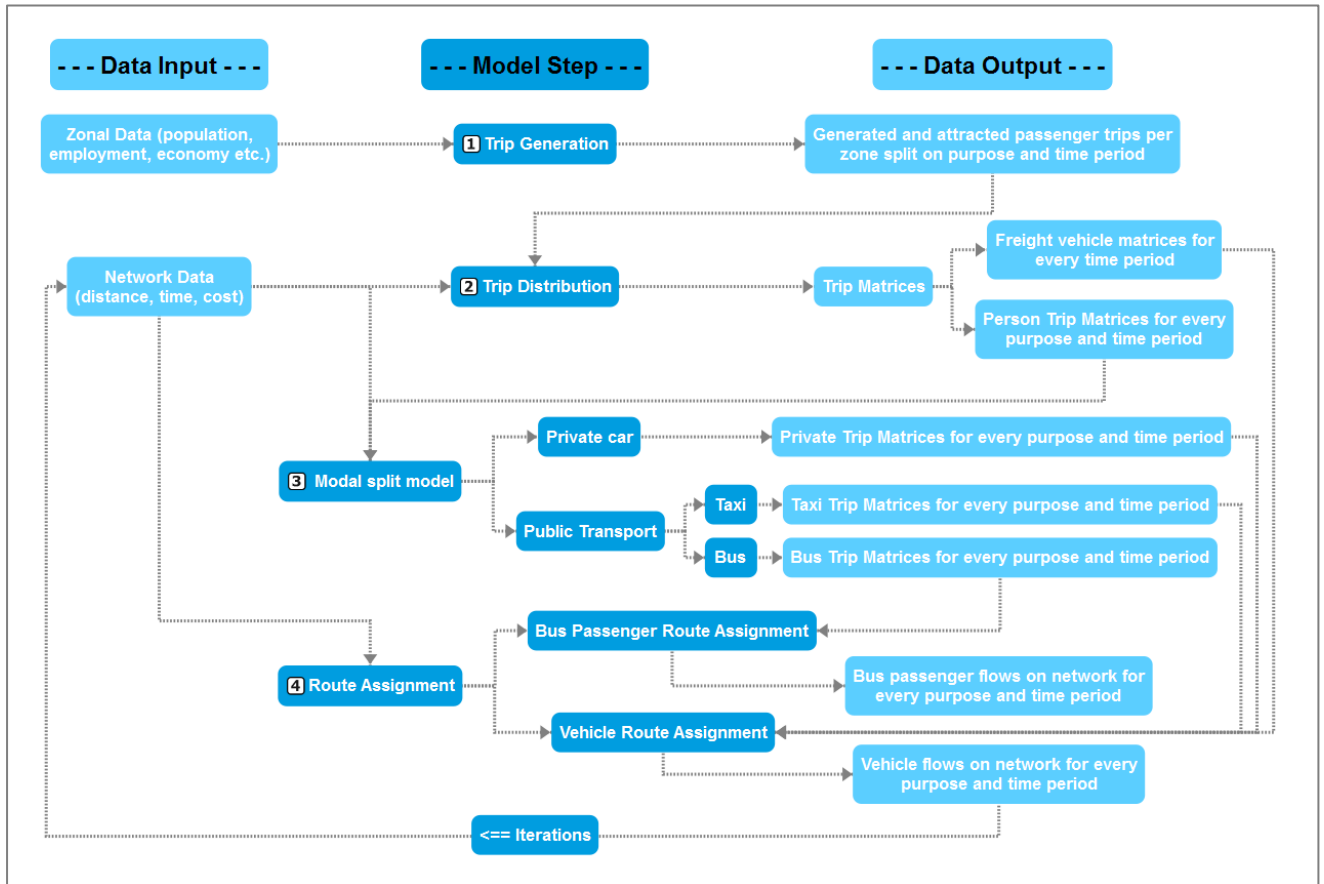 - - - Data Input - - -
- - - Model Step - - -
- - - Data Output - - -
Zonal Data (population,
employment, economy etc.)
1 Trip Generation
Generated and attracted passenger trips per
zone split on purpose and time period
Network Data
(distance, time, cost)
2 Trip Distribution
Trip Matrices
Freight vehicle matrices for
every time period
Person Trip Matrices for every
purpose and time period
3 Modal split model
Private car
Private Trip Matrices for every purpose and time period
Public Transport
Taxi
Taxi Trip Matrices for every purpose and time period
Bus
Bus Trip Matrices for every purpose and time period
4 Route Assignment
Bus Passenger Route Assignment
Bus passenger flows on network for
every purpose and time period
Vehicle Route Assignment
Vehicle flows on network for every
purpose and time period
<== Iterations